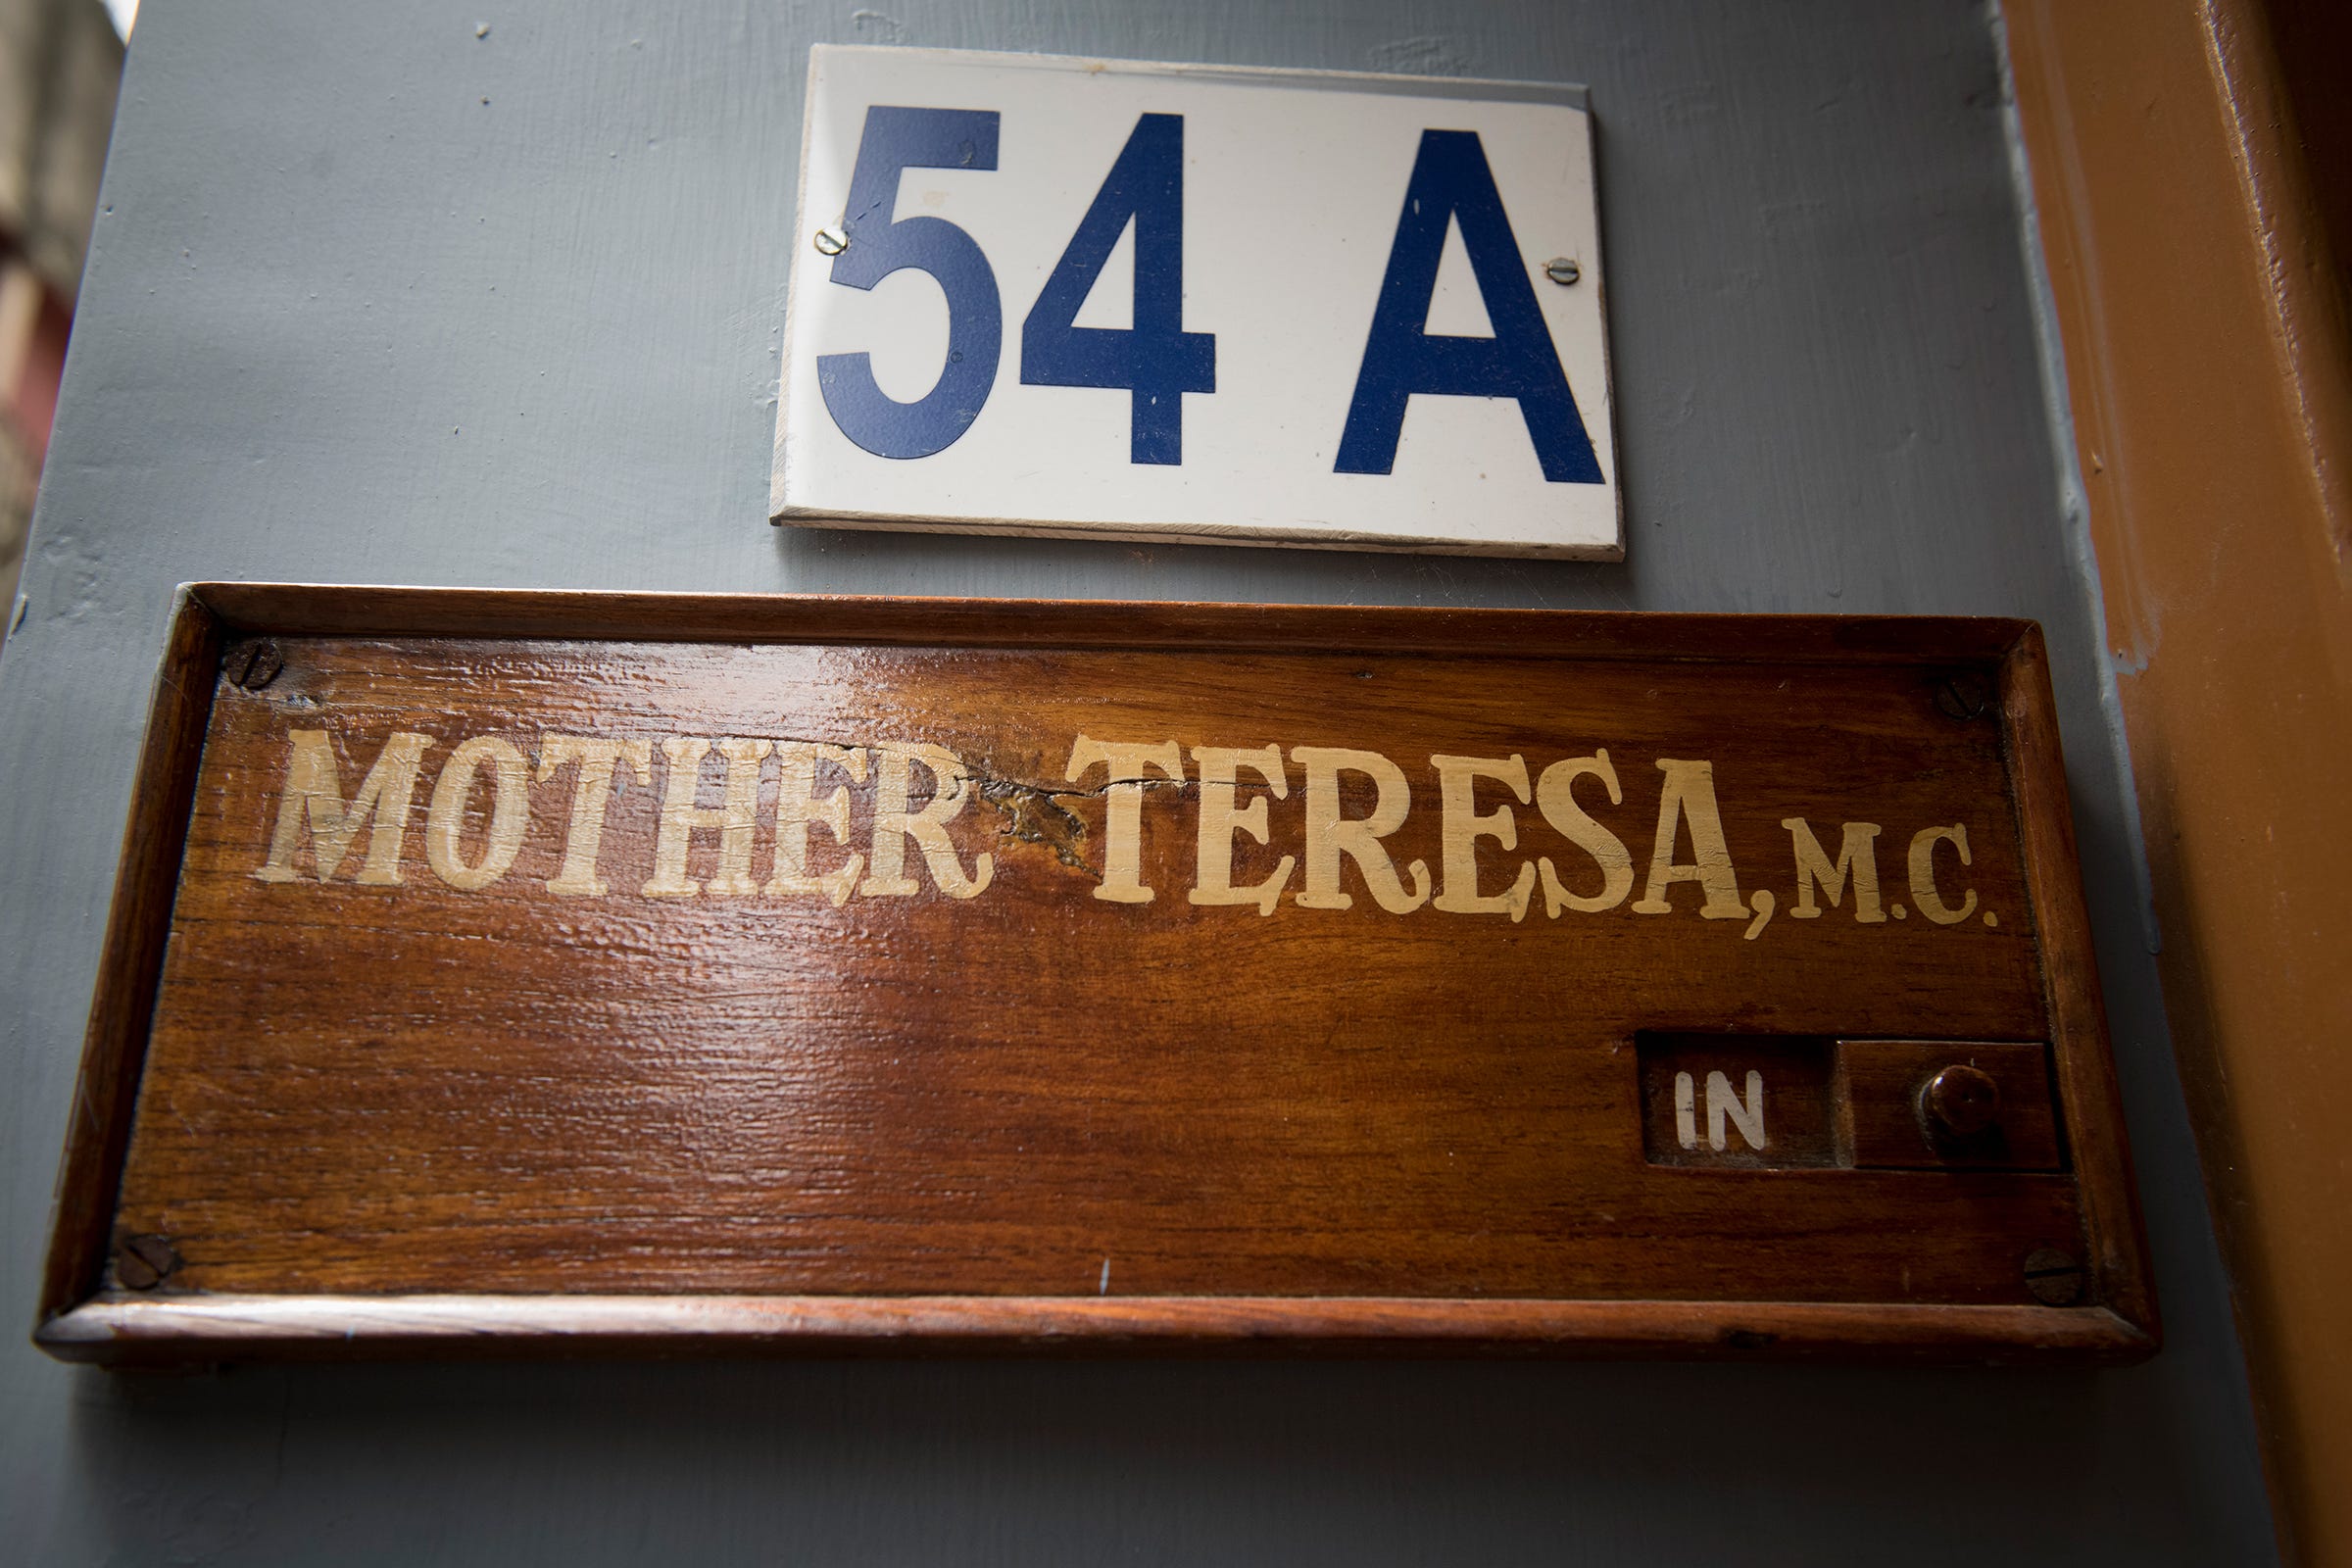 54 A
MOTHER TERESA, M.C.
IN